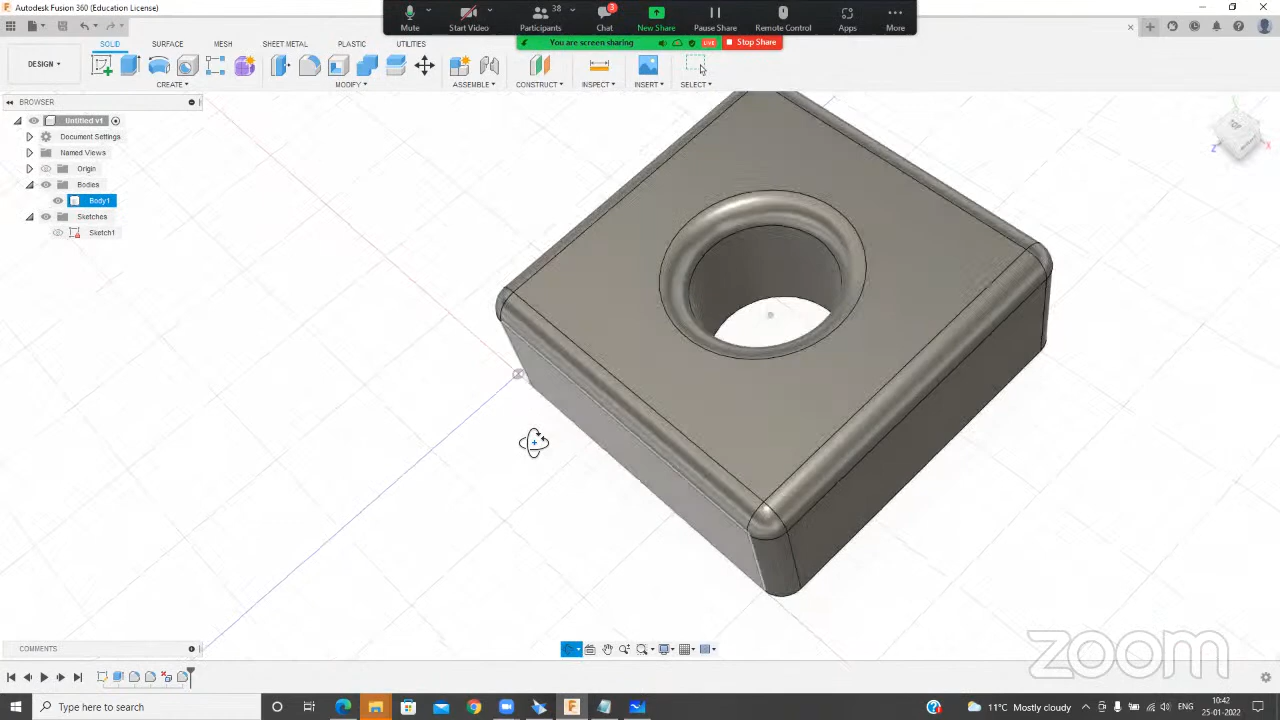 Autodesk Fusion 360 (Education License)
Mute
Start Video
38
Participants
3
Chat
New Share
Pause Share
Remote Control
Apps
More
You are screen sharing
LIVE
Stop Share
SOLID
SURFACE
MESH
SHEET METAL
PLASTIC
UTILITIES
DESIGN
CREATE
MODIFY
ASSEMBLE
CONSTRUCT
INSPECT
INSERT
SELECT
BROWSER
Untitled v1
Document Settings
Named Views
Origin
Bodies
Body1
Sketches
Sketch1
Z
X
COMMENTS
zoom
Type here to search
11°C Mostly cloudy
ENG
10:42
25-01-2022